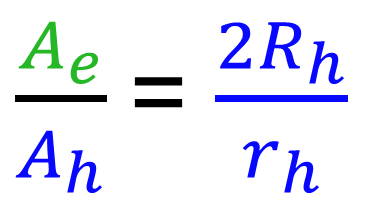 A_e / A_h = 2R_h / r_h